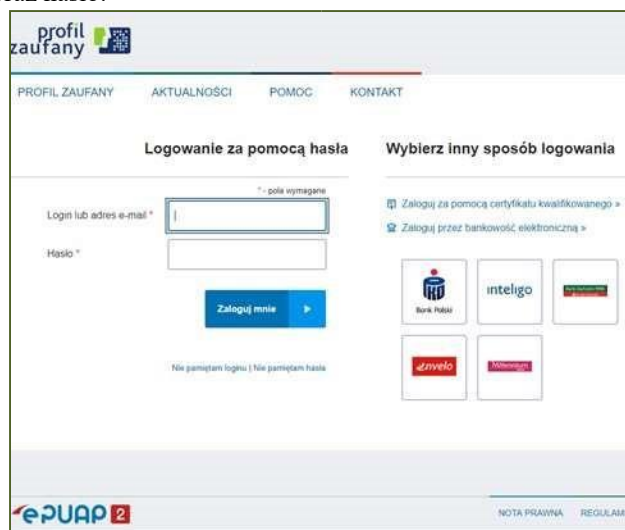 profil
zaufany
PROFIL ZAUFANY AKTUALNOŚCI POMOC KONTAKT
Logowanie za pomocą hasła
* - pola wymagane
Login lub adres e-mail *
Hasło *
Zaloguj mnie
Nie pamiętam loginu | Nie pamiętam hasła
Wybierz inny sposób logowania
Zaloguj za pomocą certyfikatu kwalifikowanego »
Zaloguj przez bankowość elektroniczną »
Bank Polski
inteligo
envelo
Millennium
ePUAP 2
NOTA PRAWNA REGULAM